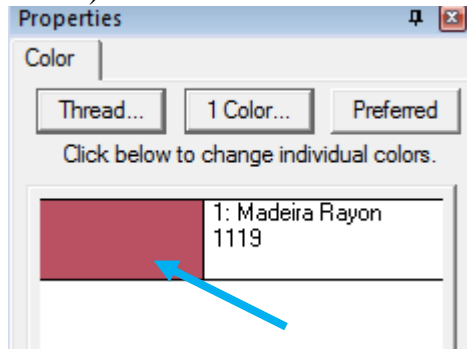 Properties
Color
Thread... 1 Color... Preferred
Click below to change individual colors.
1: Madeira Rayon
1119